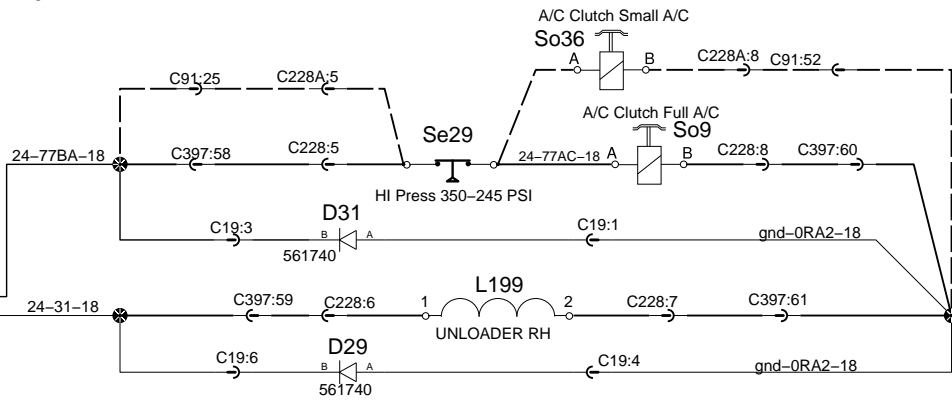 A/C Clutch Small A/C
So36
A
B
C228A:8
C91:52
C91:25
C228A:5
A/C Clutch Full A/C
So9
Se29
24–77BA–18
C397:58
C228:5
24–77AC–18
A
B
C228:8
C397:60
HI Press 350–245 PSI
D31
C19:3
B
A
C19:1
gnd–0RA2–18
561740
L199
24–31–18
C397:59
C228:6
1
2
C228:7
C397:61
UNLOADER RH
D29
C19:6
B
A
C19:4
gnd–0RA2–18
561740